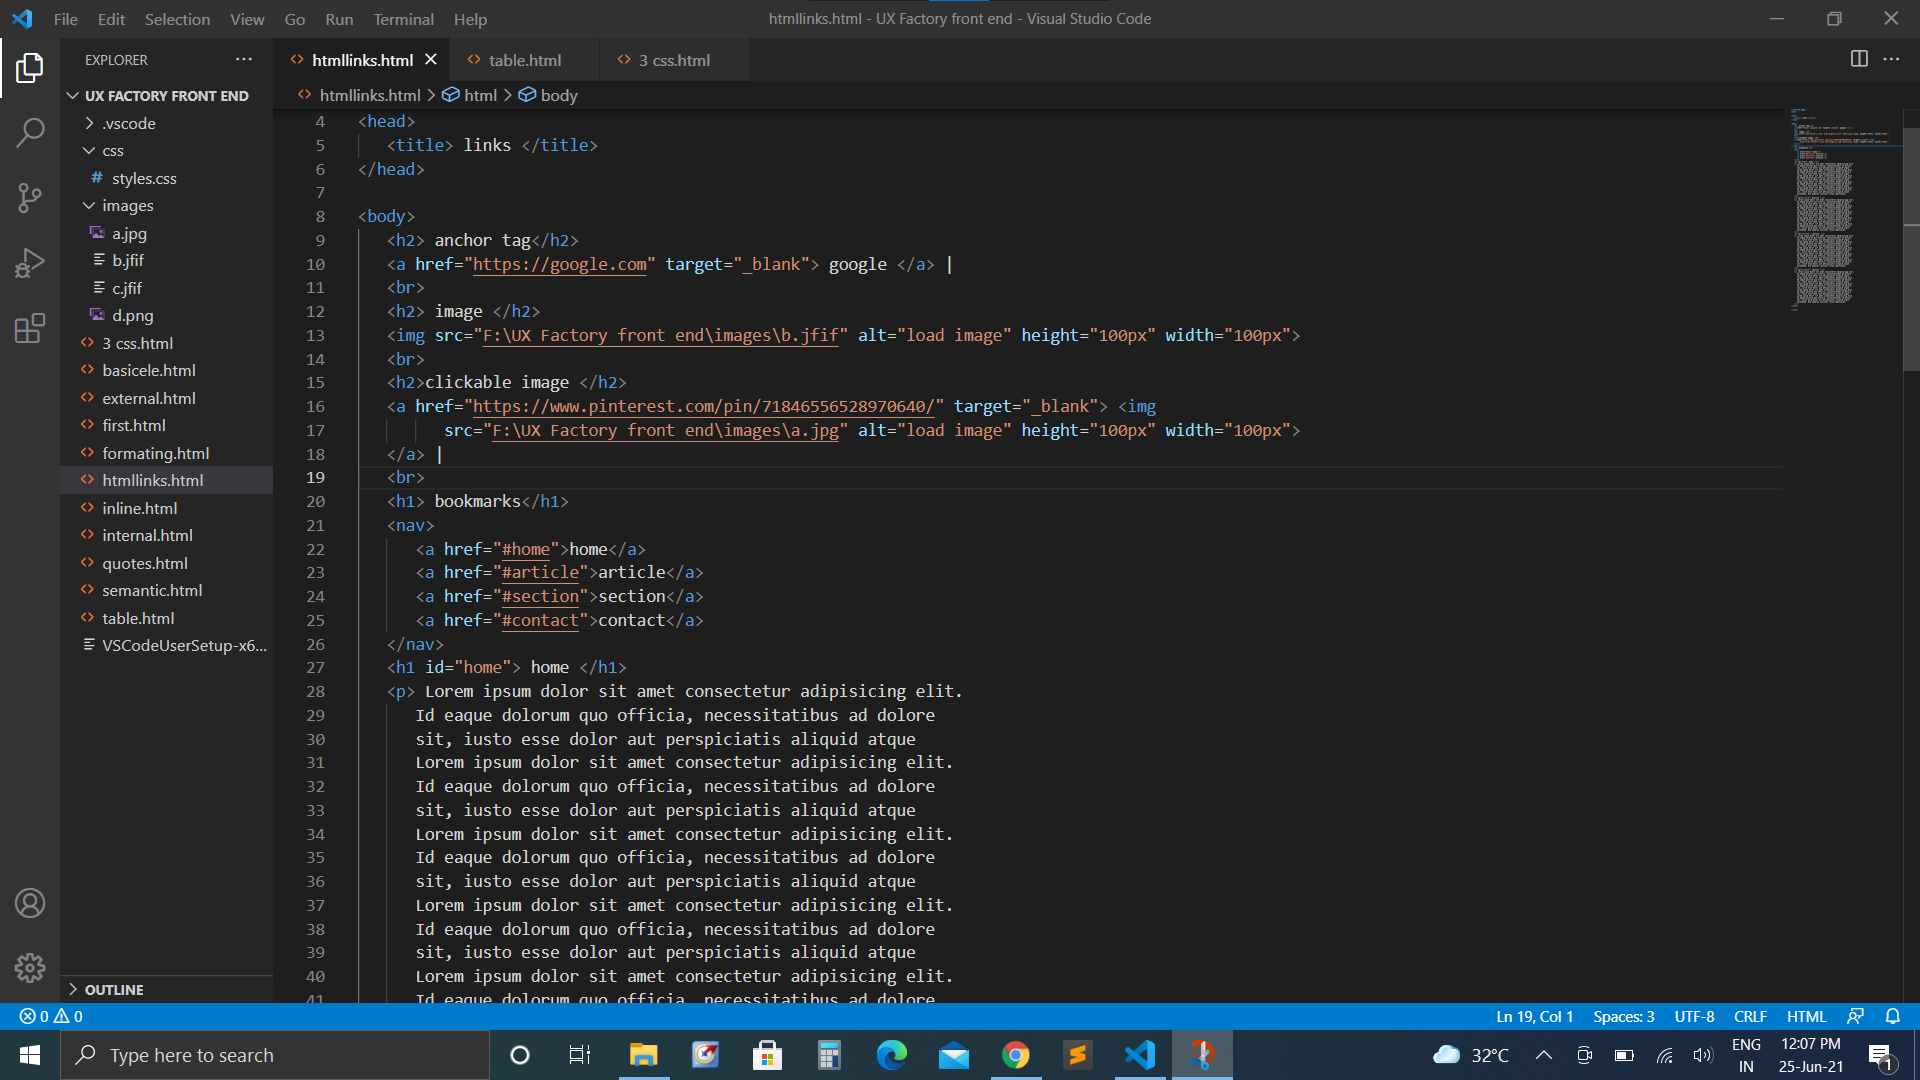 File Edit Selection View Go Run Terminal Help
htmllinks.html - UX Factory front end - Visual Studio Code
EXPLORER
UX FACTORY FRONT END
.vscode
css
# styles.css
images
a.jpg
b.jfif
c.jfif
d.png
3 css.html
basicele.html
external.html
first.html
formating.html
htmllinks.html
inline.html
internal.html
quotes.html
semantic.html
table.html
VSCodeUserSetup-x6...
OUTLINE
htmllinks.html table.html 3 css.html
htmllinks.html > html > body
4 <head>
5 <title> links </title>
6 </head>
7
8 <body>
9 <h2> anchor tag</h2>
10 <a href="https://google.com" target="_blank"> google </a> |
11 <br>
12 <h2> image </h2>
13 <img src="F:\UX Factory front end\images\b.jfif" alt="load image" height="100px" width="100px">
14 <br>
15 <h2>clickable image </h2>
16 <a href="https://www.pinterest.com/pin/71846556528970640/" target="_blank"> <img
17 src="F:\UX Factory front end\images\a.jpg" alt="load image" height="100px" width="100px">
18 </a> |
19 <br>
20 <h1> bookmarks</h1>
21 <nav>
22 <a href="#home">home</a>
23 <a href="#article">article</a>
24 <a href="#section">section</a>
25 <a href="#contact">contact</a>
26 </nav>
27 <h1 id="home"> home </h1>
28 <p> Lorem ipsum dolor sit amet consectetur adipisicing elit.
29 Id eaque dolorum quo officia, necessitatibus ad dolore
30 sit, iusto esse dolor aut perspiciatis aliquid atque
31 Lorem ipsum dolor sit amet consectetur adipisicing elit.
32 Id eaque dolorum quo officia, necessitatibus ad dolore
33 sit, iusto esse dolor aut perspiciatis aliquid atque
34 Lorem ipsum dolor sit amet consectetur adipisicing elit.
35 Id eaque dolorum quo officia, necessitatibus ad dolore
36 sit, iusto esse dolor aut perspiciatis aliquid atque
37 Lorem ipsum dolor sit amet consectetur adipisicing elit.
38 Id eaque dolorum quo officia, necessitatibus ad dolore
39 sit, iusto esse dolor aut perspiciatis aliquid atque
40 Lorem ipsum dolor sit amet consectetur adipisicing elit.
41 Id eaque dolorum quo officia, necessitatibus ad dolore
0 0
Ln 19, Col 1 Spaces: 3 UTF-8 CRLF HTML
Type here to search
32°C
ENG
IN
12:07 PM
25-Jun-21
1